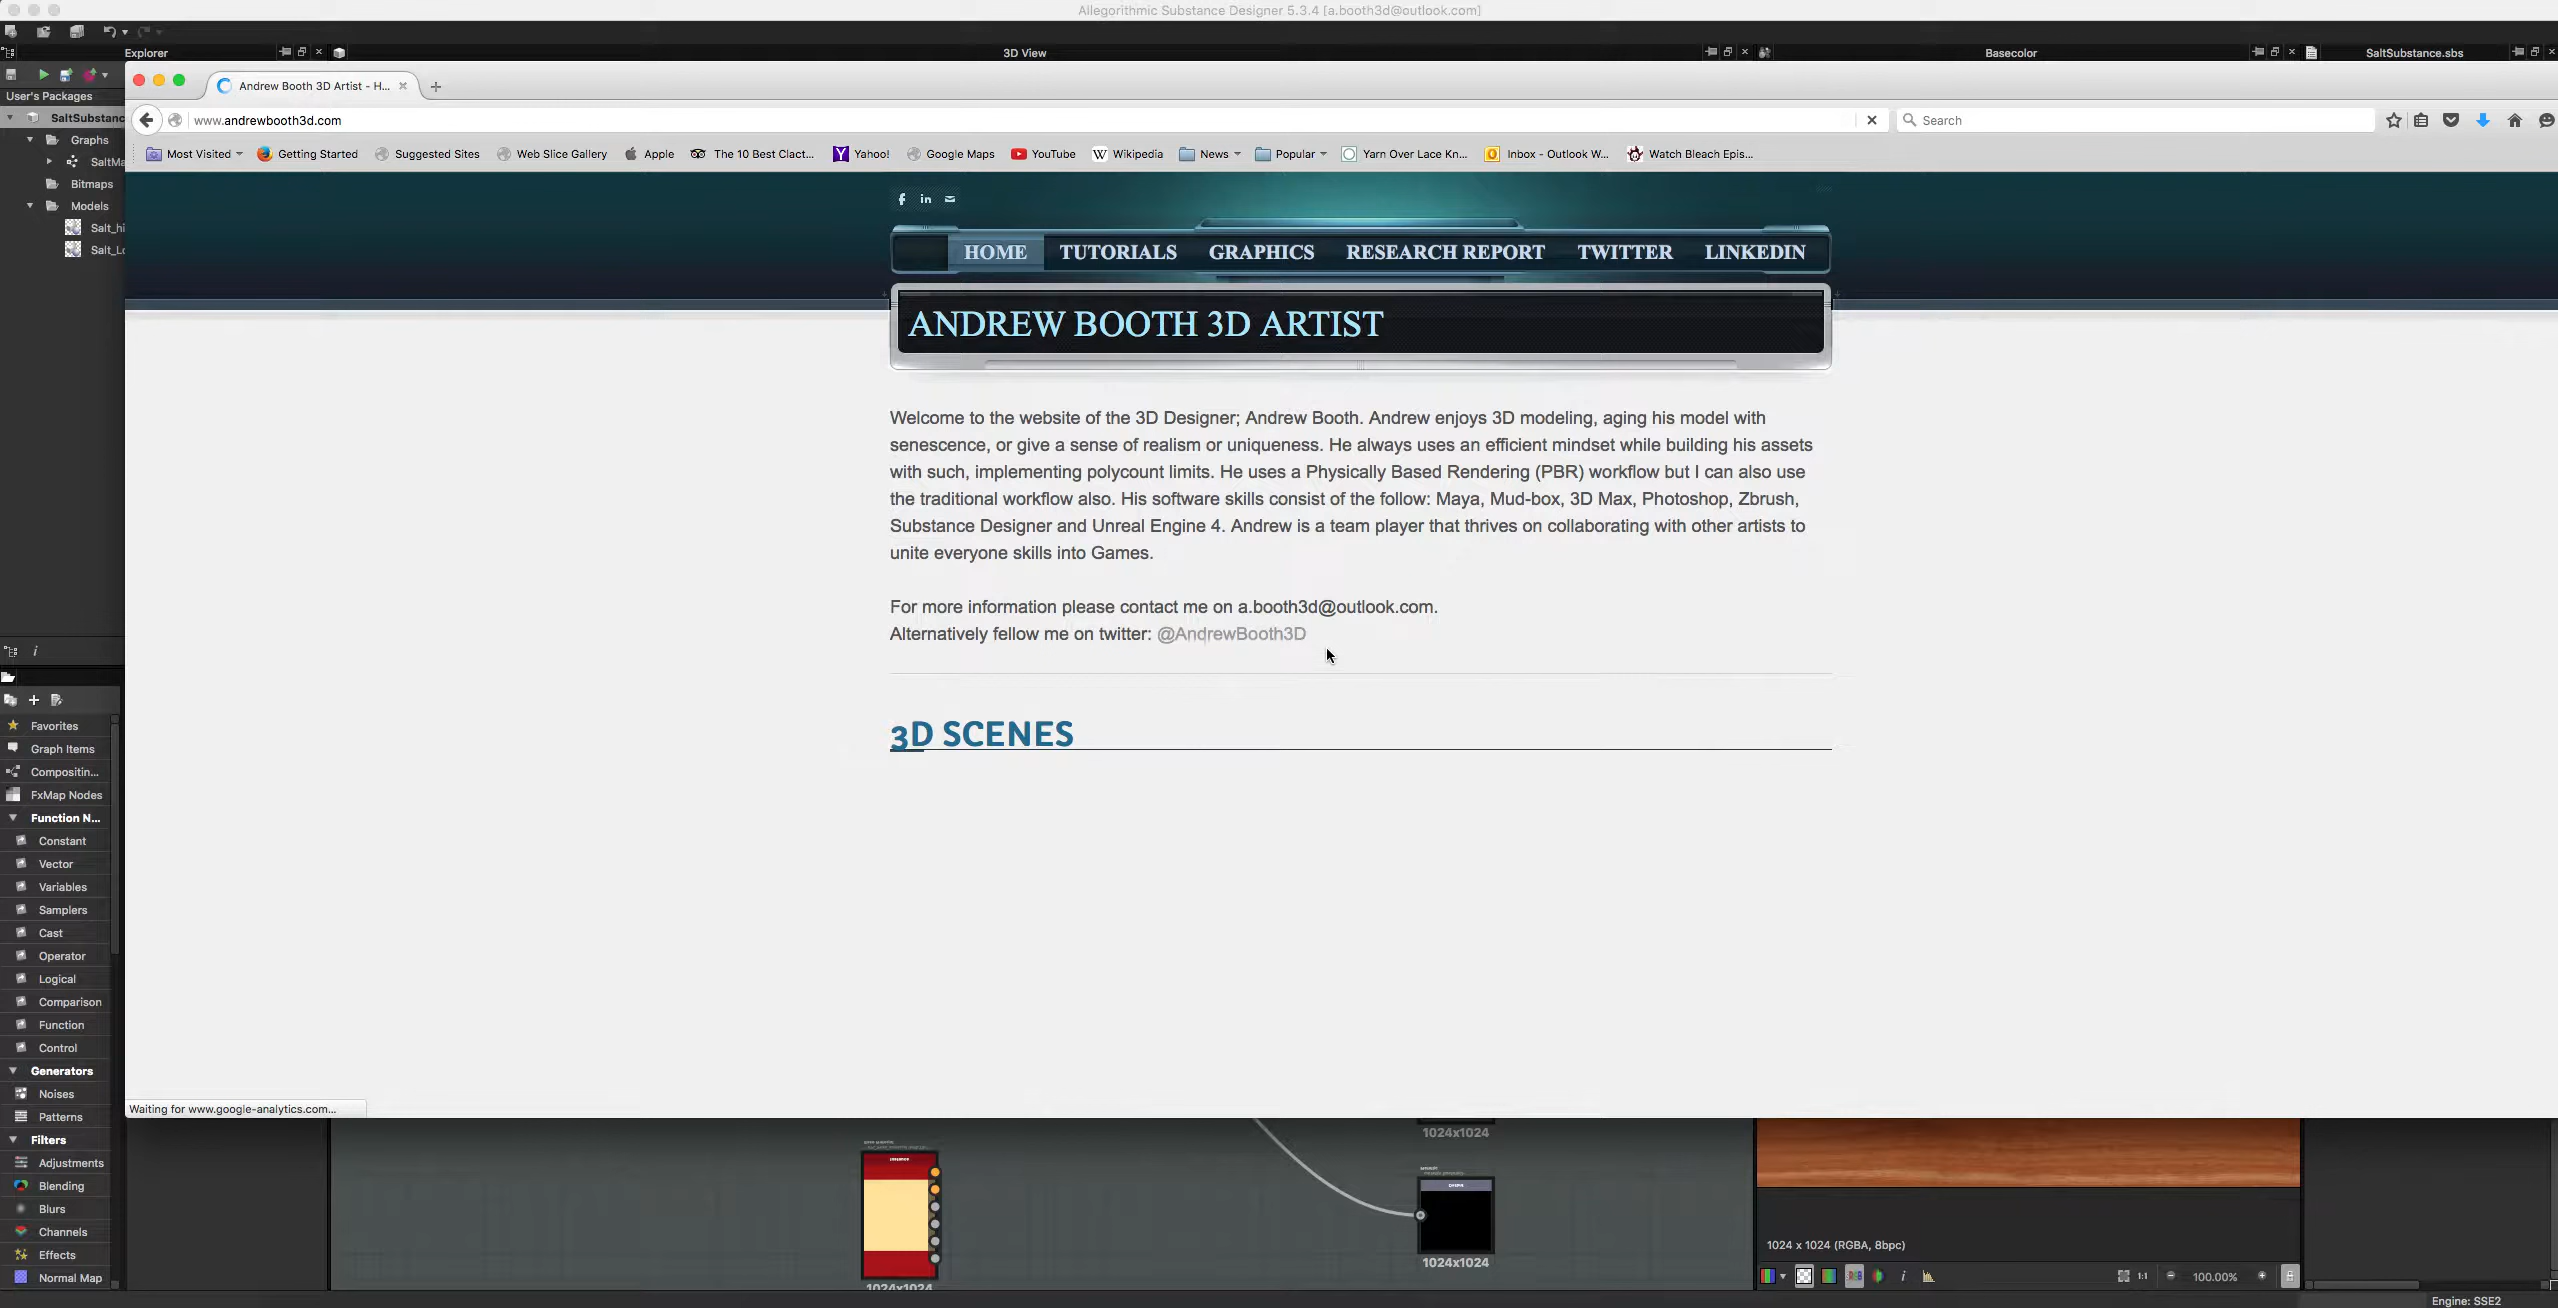 Allegorithmic Substance Designer 5.3.4 [a.booth3d@outlook.com]
Explorer
3D View
Basecolor
SaltSubstance.sbs
User's Packages
SaltSubstanc
Graphs
SaltMa
Bitmaps
Models
Salt_hi
Salt_Lo
Andrew Booth 3D Artist - H...
www.andrewbooth3d.com
Search
Most Visited
Getting Started
Suggested Sites
Web Slice Gallery
Apple
The 10 Best Clact...
Yahoo!
Google Maps
YouTube
Wikipedia
News
Popular
Yarn Over Lace Kn...
Inbox - Outlook W...
Watch Bleach Epis...
HOME TUTORIALS GRAPHICS RESEARCH REPORT TWITTER LINKEDIN
ANDREW BOOTH 3D ARTIST
Welcome to the website of the 3D Designer; Andrew Booth. Andrew enjoys 3D modeling, aging his model with
senescence, or give a sense of realism or uniqueness. He always uses an efficient mindset while building his assets
with such, implementing polycount limits. He uses a Physically Based Rendering (PBR) workflow but I can also use
the traditional workflow also. His software skills consist of the follow: Maya, Mud-box, 3D Max, Photoshop, Zbrush,
Substance Designer and Unreal Engine 4. Andrew is a team player that thrives on collaborating with other artists to
unite everyone skills into Games.
For more information please contact me on a.booth3d@outlook.com.
Alternatively fellow me on twitter: @AndrewBooth3D
3D SCENES
Favorites
Graph Items
Compositin...
FxMap Nodes
Function N...
Constant
Vector
Variables
Samplers
Cast
Operator
Logical
Comparison
Function
Control
Generators
Noises
Patterns
Filters
Adjustments
Blending
Blurs
Channels
Effects
Normal Map
Waiting for www.google-analytics.com...
1024x1024
1024x1024
1024x1024
1024 x 1024 (RGBA, 8bpc)
1:1
100.00%
Engine: SSE2